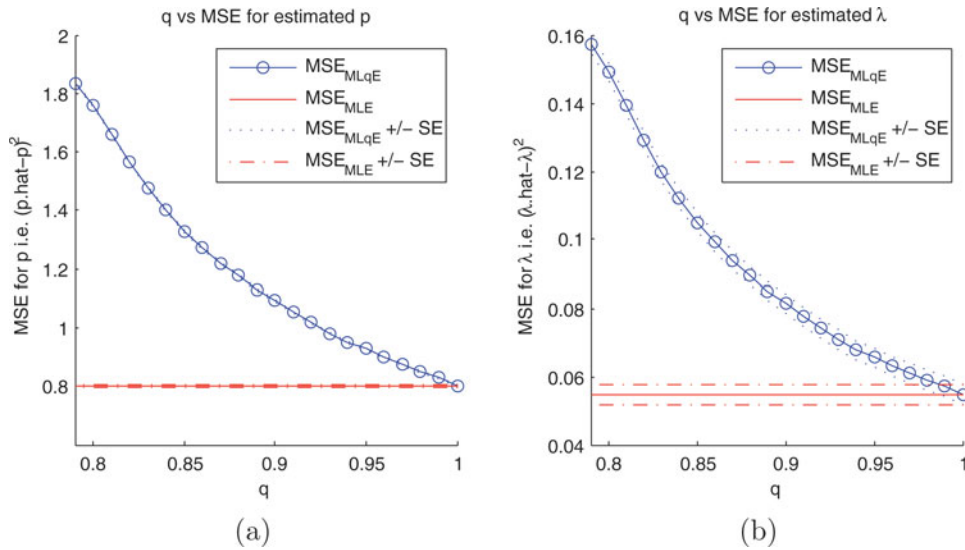 q vs MSE for estimated p
MSE for p i.e. (p.hat−p)²
2
1.8
1.6
1.4
1.2
1
0.8
0.8
0.85
0.9
0.95
1
q
MSE_MLqE
MSE_MLE
MSE_MLqE +/− SE
MSE_MLE +/− SE
(a)
q vs MSE for estimated λ
MSE for λ i.e. (λ.hat−λ)²
0.16
0.14
0.12
0.1
0.08
0.06
0.04
0.8
0.85
0.9
0.95
1
q
MSE_MLqE
MSE_MLE
MSE_MLqE +/− SE
MSE_MLE +/− SE
(b)